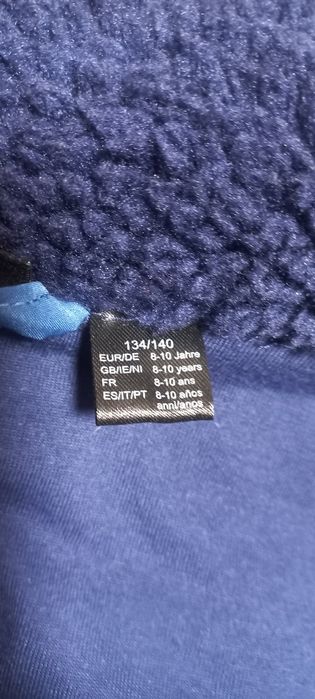 134/140
EUR/DE 8-10 Jahre
GB/IE/NI 8-10 years
FR 8-10 ans
ES/IT/PT 8-10 años
anni/anos